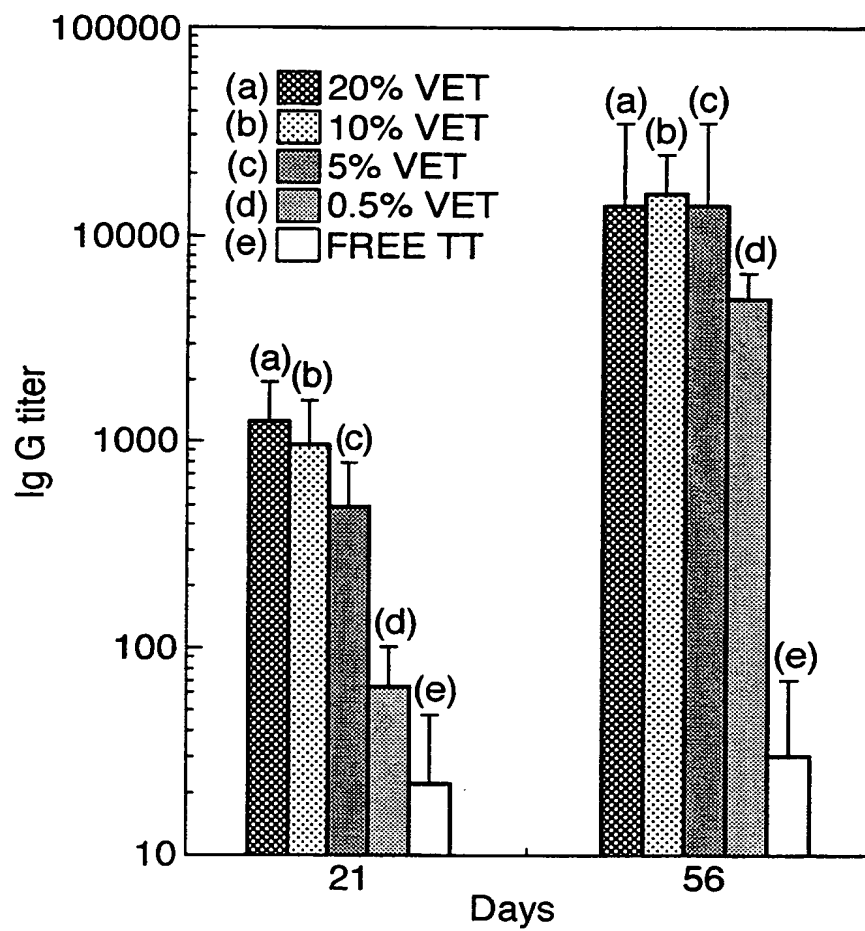 100000
10000
1000
100
10
Ig G titer
(a) 20% VET
(b) 10% VET
(c) 5% VET
(d) 0.5% VET
(e) FREE TT
(a)
(b)
(c)
(d)
(e)
(a)
(b)
(c)
(d)
(e)
21
56
Days